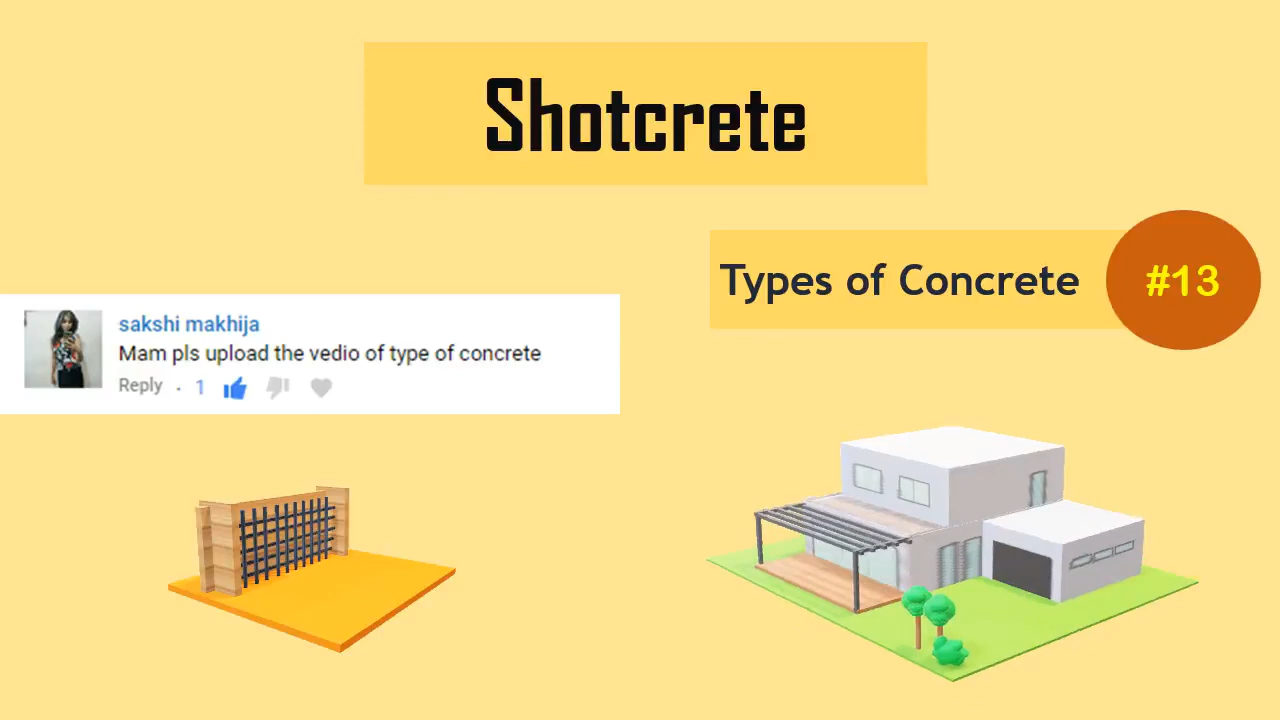 Shotcrete
Types of Concrete #13
sakshi makhija
Mam pls upload the vedio of type of concrete
Reply · 1